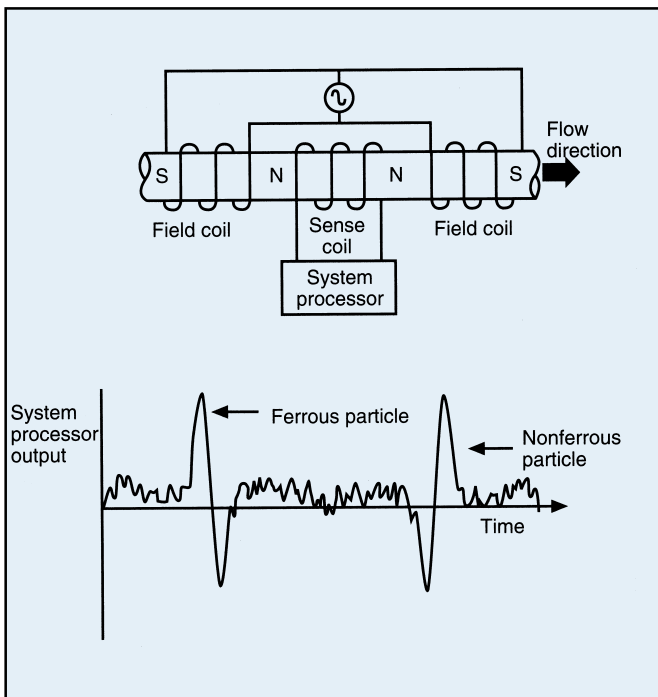 Flow
direction
S
N
N
S
Field coil
Sense
coil
Field coil
System
processor
System
processor
output
Ferrous particle
Nonferrous
particle
Time